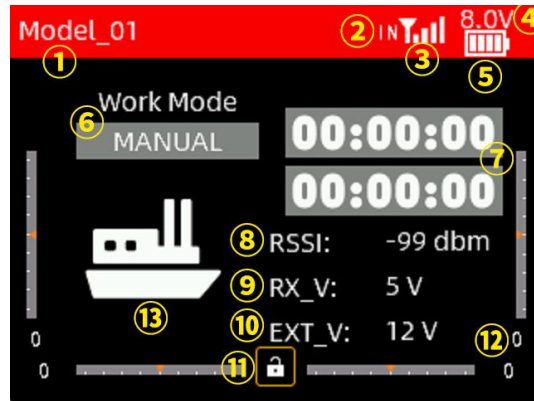 Model_01 ② IN ③ 8.0V ④
① ⑤
Work Mode
⑥ MANUAL
00:00:00 ⑦
00:00:00
⑧ RSSI: -99 dbm
⑨ RX_V: 5 V
⑩ EXT_V: 12 V
⑬
0 ⑫ 0
0 ⑪ 0